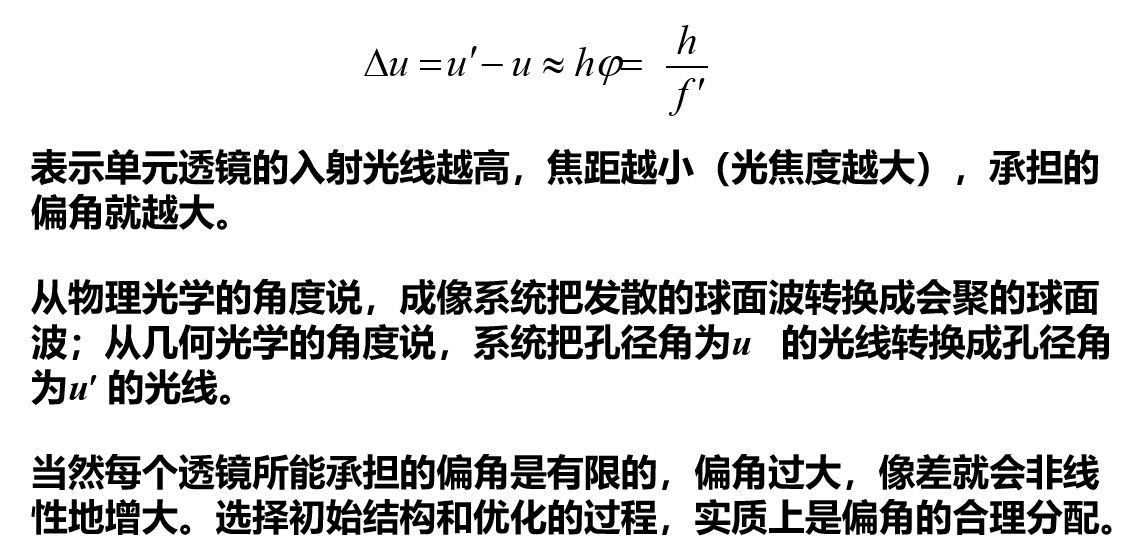 Δu = u′ − u ≈ hφ = h/f′
表示单元透镜的入射光线越高，焦距越小（光焦度越大），承担的
偏角就越大。
从物理光学的角度说，成像系统把发散的球面波转换成会聚的球面
波；从几何光学的角度说，系统把孔径角为u 的光线转换成孔径角
为u′ 的光线。
当然每个透镜所能承担的偏角是有限的，偏角过大，像差就会非线
性地增大。选择初始结构和优化的过程，实质上是偏角的合理分配。